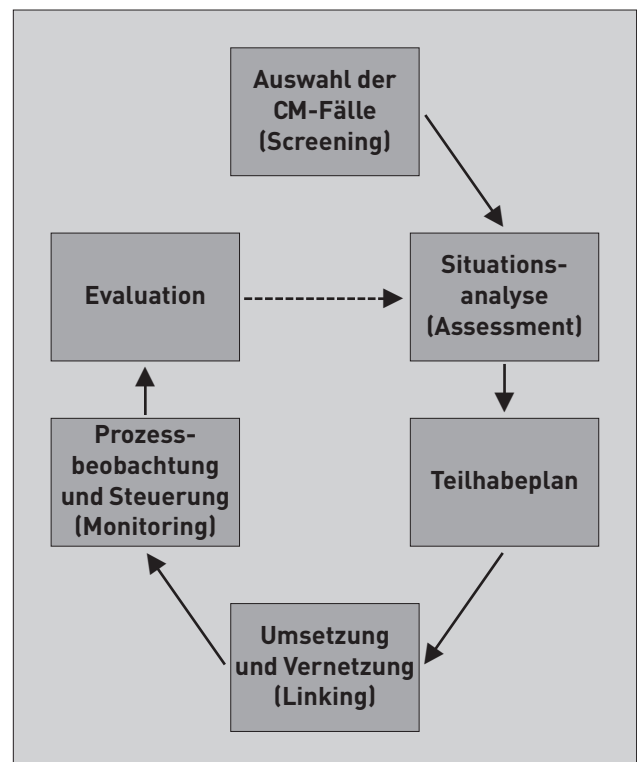 Auswahl der
CM-Fälle
(Screening)
Situations-
analyse
(Assessment)
Teilhabeplan
Umsetzung
und Vernetzung
(Linking)
Prozess-
beobachtung
und Steuerung
(Monitoring)
Evaluation